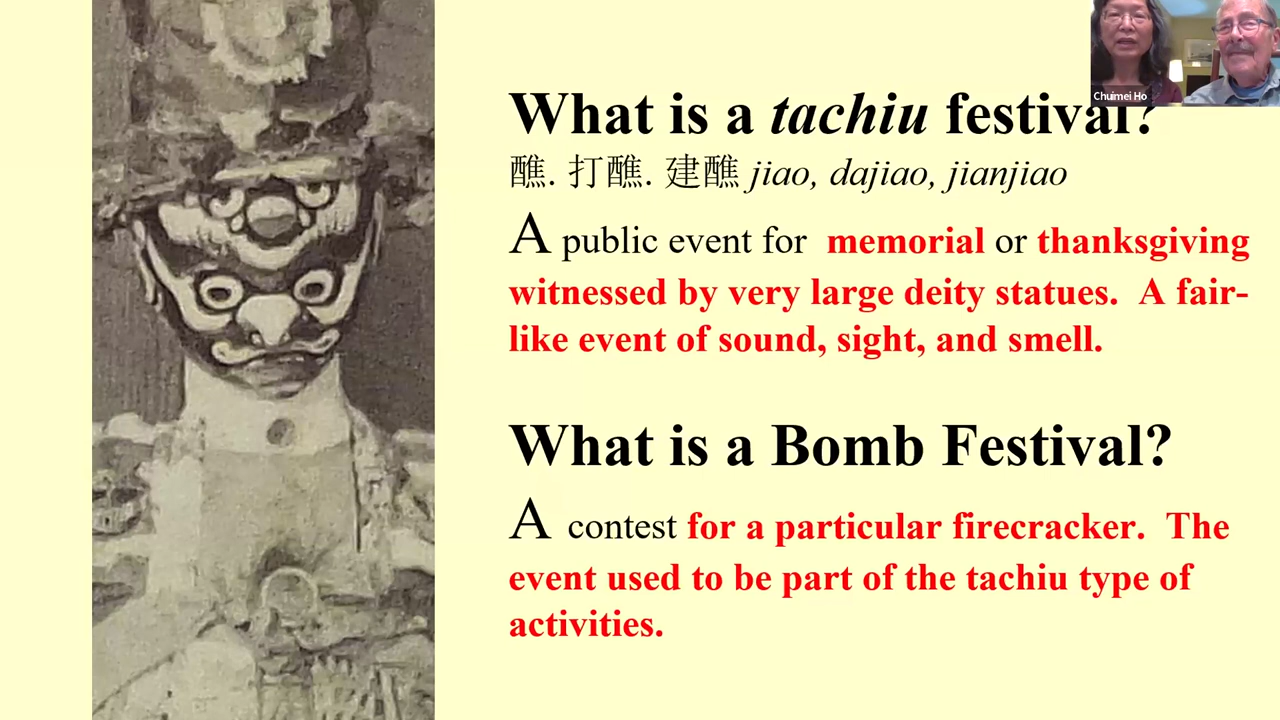 Chuimei Ho
What is a tachiu festival?
醮. 打醮. 建醮 jiao, dajiao, jianjiao
A public event for memorial or thanksgiving
witnessed by very large deity statues. A fair-
like event of sound, sight, and smell.
What is a Bomb Festival?
A contest for a particular firecracker. The
event used to be part of the tachiu type of
activities.